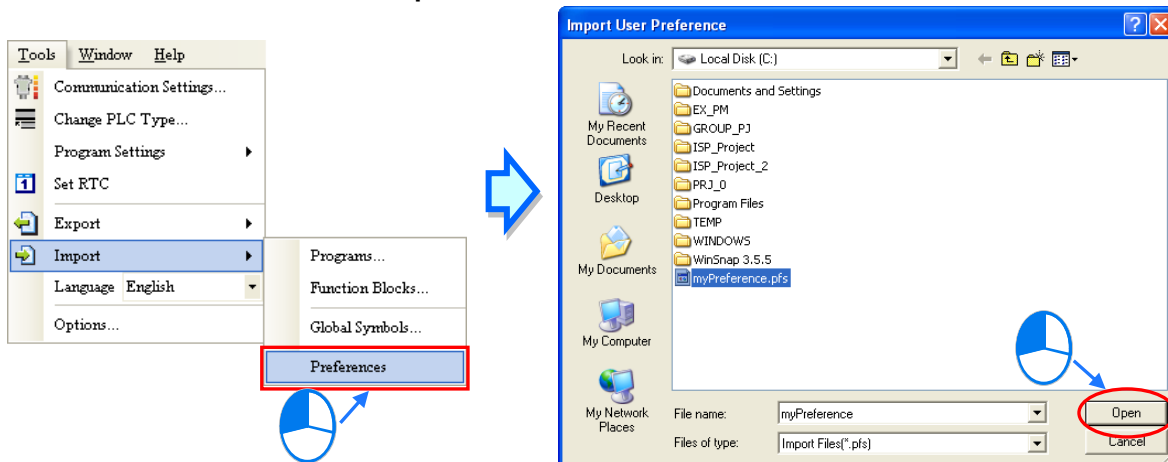 Tools Window Help
Communication Settings...
Change PLC Type...
Program Settings
1 Set RTC
Export
Import
Language English
Options...
Programs...
Function Blocks...
Global Symbols...
Preferences
Import User Preference
Look in: Local Disk (C:)
My Recent
Documents
Desktop
My Documents
My Computer
My Network
Places
Documents and Settings
EX_PM
GROUP_PJ
ISP_Project
ISP_Project_2
PRJ_0
Program Files
TEMP
WINDOWS
WinSnap 3.5.5
myPreference.pfs
File name: myPreference Open
Files of type: Import Files(*.pfs) Cancel